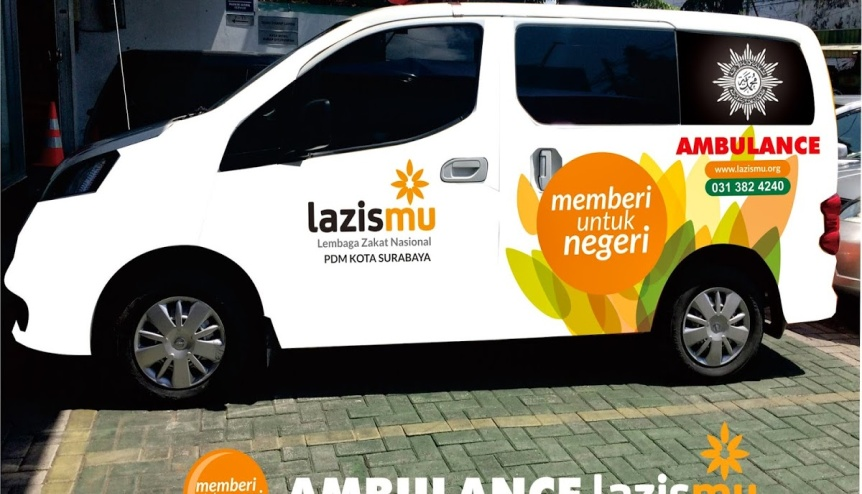 AMBULANCE
www.lazismu.org
031 382 4240
lazismu
Lembaga Zakat Nasional
PDM KOTA SURABAYA
memberi
untuk
negeri
memberi
AMBULANCE lazismu